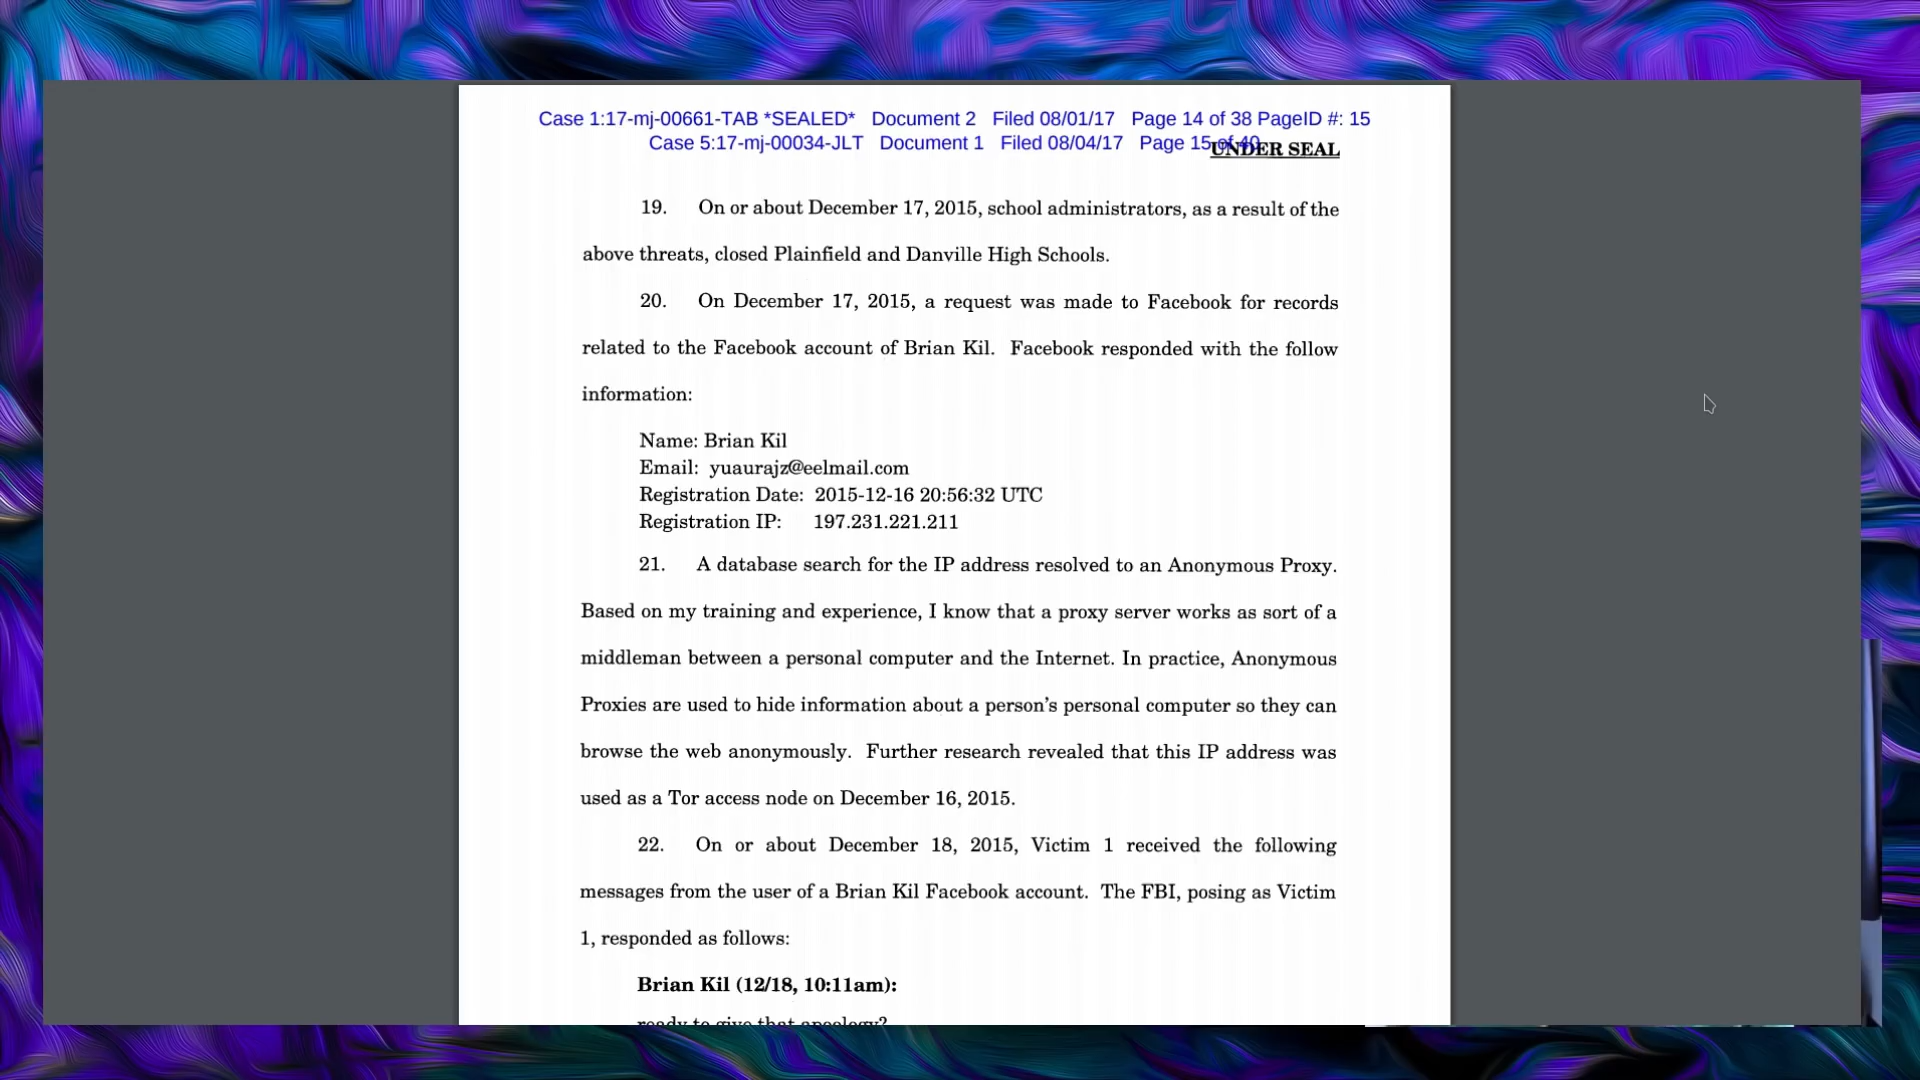 Case 1:17-mj-00661-TAB *SEALED* Document 2 Filed 08/01/17 Page 14 of 38 PageID #: 15
Case 5:17-mj-00034-JLT Document 1 Filed 08/04/17 Page 15 of 40
UNDER SEAL
19. On or about December 17, 2015, school administrators, as a result of the
above threats, closed Plainfield and Danville High Schools.
20. On December 17, 2015, a request was made to Facebook for records
related to the Facebook account of Brian Kil. Facebook responded with the follow
information:
Name: Brian Kil
Email: yuaurajz@eelmail.com
Registration Date: 2015-12-16 20:56:32 UTC
Registration IP: 197.231.221.211
21. A database search for the IP address resolved to an Anonymous Proxy.
Based on my training and experience, I know that a proxy server works as sort of a
middleman between a personal computer and the Internet. In practice, Anonymous
Proxies are used to hide information about a person's personal computer so they can
browse the web anonymously. Further research revealed that this IP address was
used as a Tor access node on December 16, 2015.
22. On or about December 18, 2015, Victim 1 received the following
messages from the user of a Brian Kil Facebook account. The FBI, posing as Victim
1, responded as follows:
Brian Kil (12/18, 10:11am):
ready to give that apology?